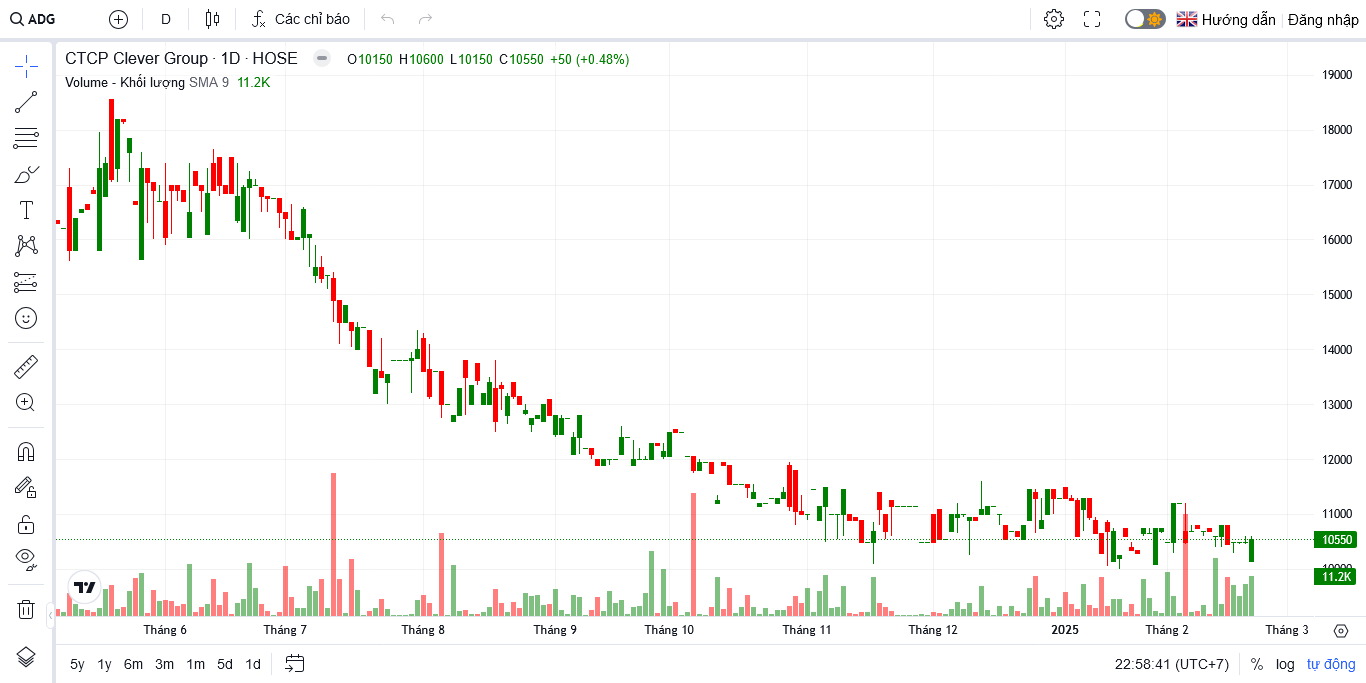 ADG
D
Các chỉ báo
Hướng dẫn
Đăng nhập
CTCP Clever Group · 1D · HOSE
O10150 H10600 L10150 C10550 +50 (+0.48%)
Volume - Khối lượng SMA 9 11.2K
19000
18000
17000
16000
15000
14000
13000
12000
11000
10550
10000
11.2K
Tháng 6
Tháng 7
Tháng 8
Tháng 9
Tháng 10
Tháng 11
Tháng 12
2025
Tháng 2
Tháng 3
5y 1y 6m 3m 1m 5d 1d
22:58:41 (UTC+7)
% log tự động